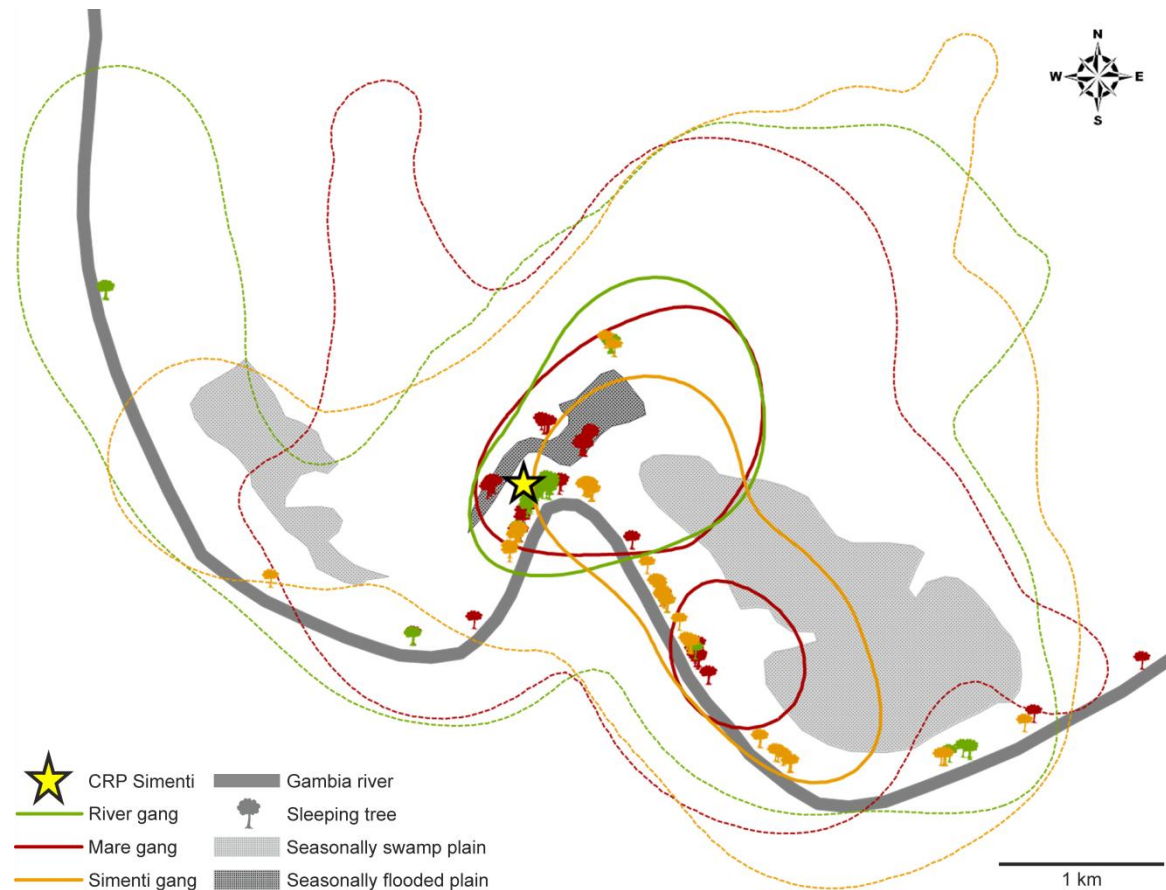 N
W E
S
CRP Simenti Gambia river
River gang Sleeping tree
Mare gang Seasonally swamp plain
Simenti gang Seasonally flooded plain
1 km